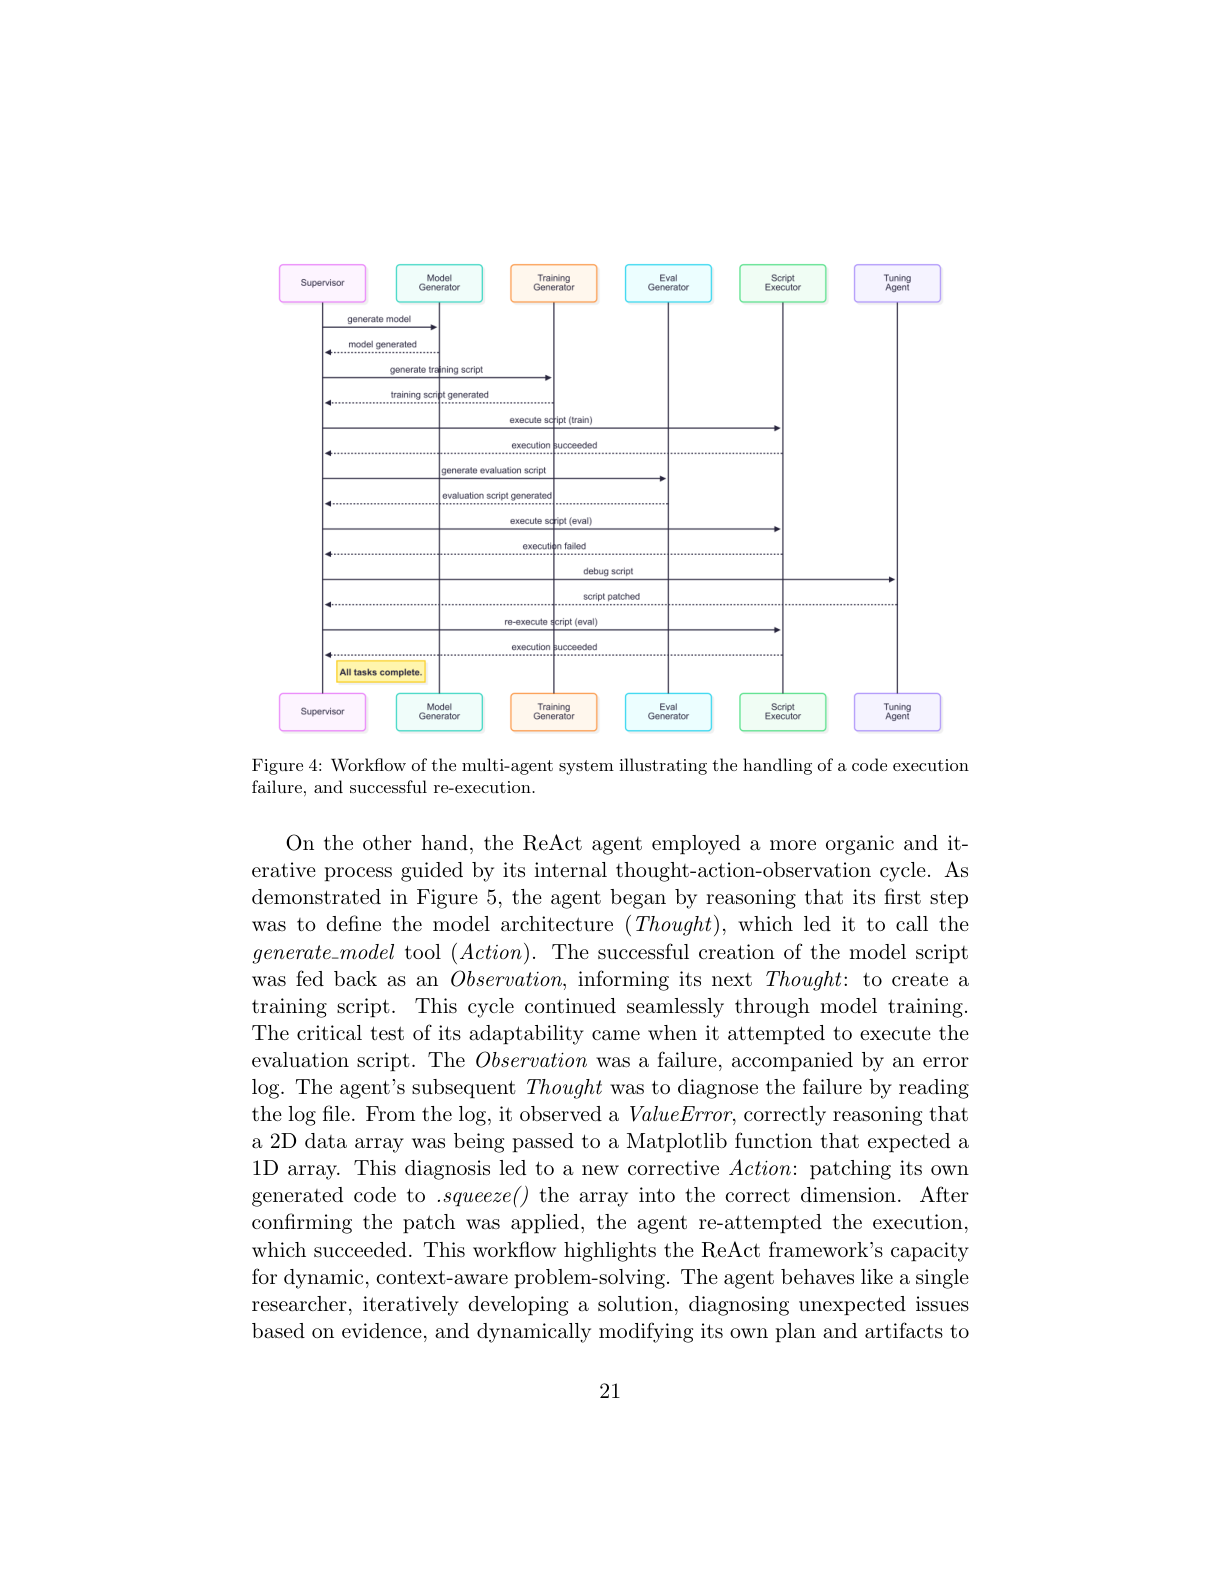 Supervisor
Model
Generator
Training
Generator
Eval
Generator
Script
Executor
Tuning
Agent
generate model
model generated
generate training script
training script generated
execute script (train)
execution succeeded
generate evaluation script
evaluation script generated
execute script (eval)
execution failed
debug script
script patched
re-execute script (eval)
execution succeeded
All tasks complete.
Supervisor
Model
Generator
Training
Generator
Eval
Generator
Script
Executor
Tuning
Agent
Figure 4: Workflow of the multi-agent system illustrating the handling of a code execution
failure, and successful re-execution.
On the other hand, the ReAct agent employed a more organic and it-
erative process guided by its internal thought-action-observation cycle. As
demonstrated in Figure 5, the agent began by reasoning that its first step
was to define the model architecture (Thought), which led it to call the
generate_model tool (Action). The successful creation of the model script
was fed back as an Observation, informing its next Thought: to create a
training script. This cycle continued seamlessly through model training.
The critical test of its adaptability came when it attempted to execute the
evaluation script. The Observation was a failure, accompanied by an error
log. The agent's subsequent Thought was to diagnose the failure by reading
the log file. From the log, it observed a ValueError, correctly reasoning that
a 2D data array was being passed to a Matplotlib function that expected a
1D array. This diagnosis led to a new corrective Action: patching its own
generated code to .squeeze() the array into the correct dimension. After
confirming the patch was applied, the agent re-attempted the execution,
which succeeded. This workflow highlights the ReAct framework's capacity
for dynamic, context-aware problem-solving. The agent behaves like a single
researcher, iteratively developing a solution, diagnosing unexpected issues
based on evidence, and dynamically modifying its own plan and artifacts to
21